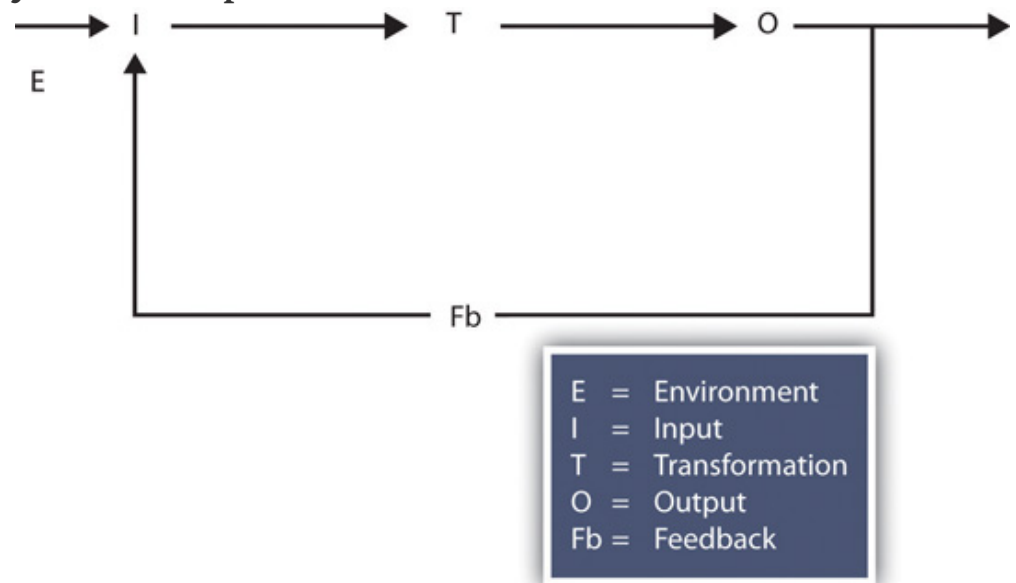 I T O
E
Fb
E = Environment
I = Input
T = Transformation
O = Output
Fb = Feedback